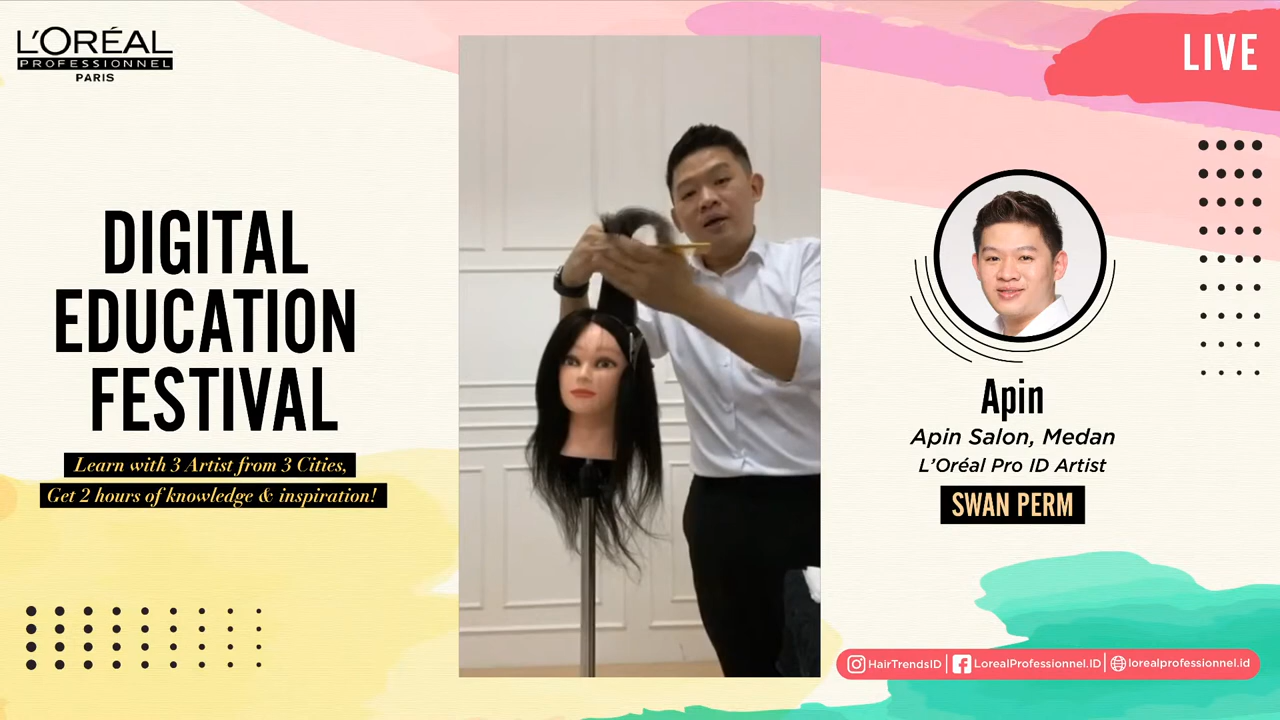 L'ORÉAL
PROFESSIONNEL
PARIS
LIVE
DIGITAL
EDUCATION
FESTIVAL
Learn with 3 Artist from 3 Cities,
Get 2 hours of knowledge & inspiration!
Apin
Apin Salon, Medan
L'Oréal Pro ID Artist
SWAN PERM
HairTrendsID | LorealProfessionnel.ID | lorealprofessionnel.id